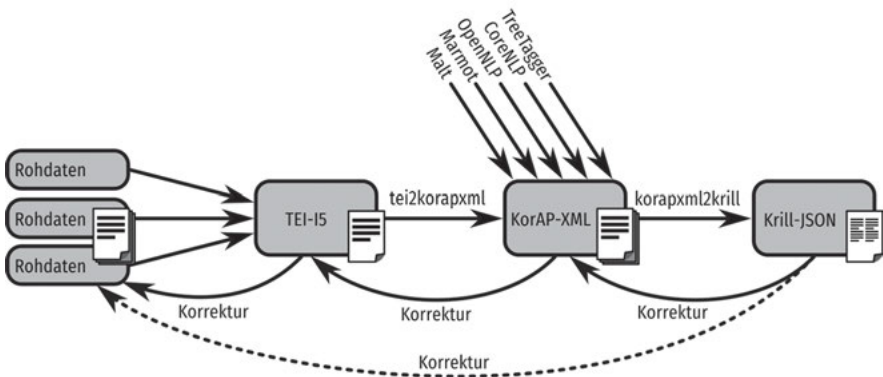 Malt
Marmot
OpenNLP
CoreNLP
TreeTagger
Rohdaten
Rohdaten
Rohdaten
TEI-I5
tei2korapxml
KorAP-XML
korapxml2krill
Krill-JSON
Korrektur
Korrektur
Korrektur
Korrektur